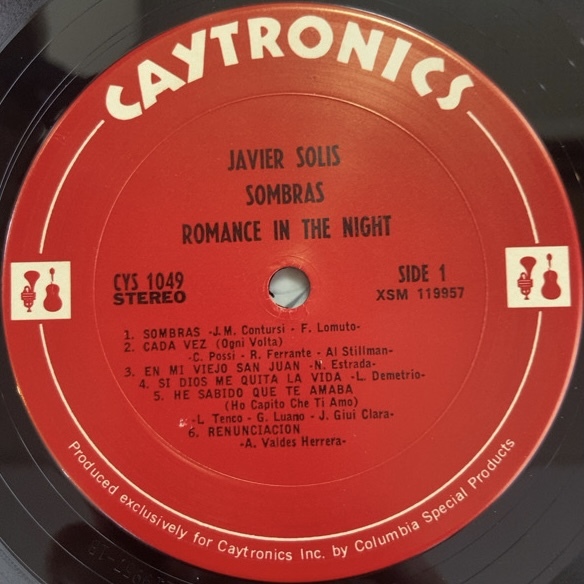 CAYTRONICS
JAVIER SOLIS
SOMBRAS
ROMANCE IN THE NIGHT
CYS 1049
STEREO
SIDE 1
XSM 119957
1. SOMBRAS -J.M. Contursi - F. Lomuto-
2. CADA VEZ (Ogni Volta)
-C. Possi - R. Ferrante - Al Stillman-
3. EN MI VIEJO SAN JUAN -N. Estrada-
4. SI DIOS ME QUITA LA VIDA -L. Demetrio-
5. HE SABIDO QUE TE AMABA
(Ho Capito Che Ti Amo)
-L. Tenco - G. Luano - J. Giui Clara-
6. RENUNCIACION
-A. Valdes Herrera-
Produced exclusively for Caytronics Inc. by Columbia Special Products